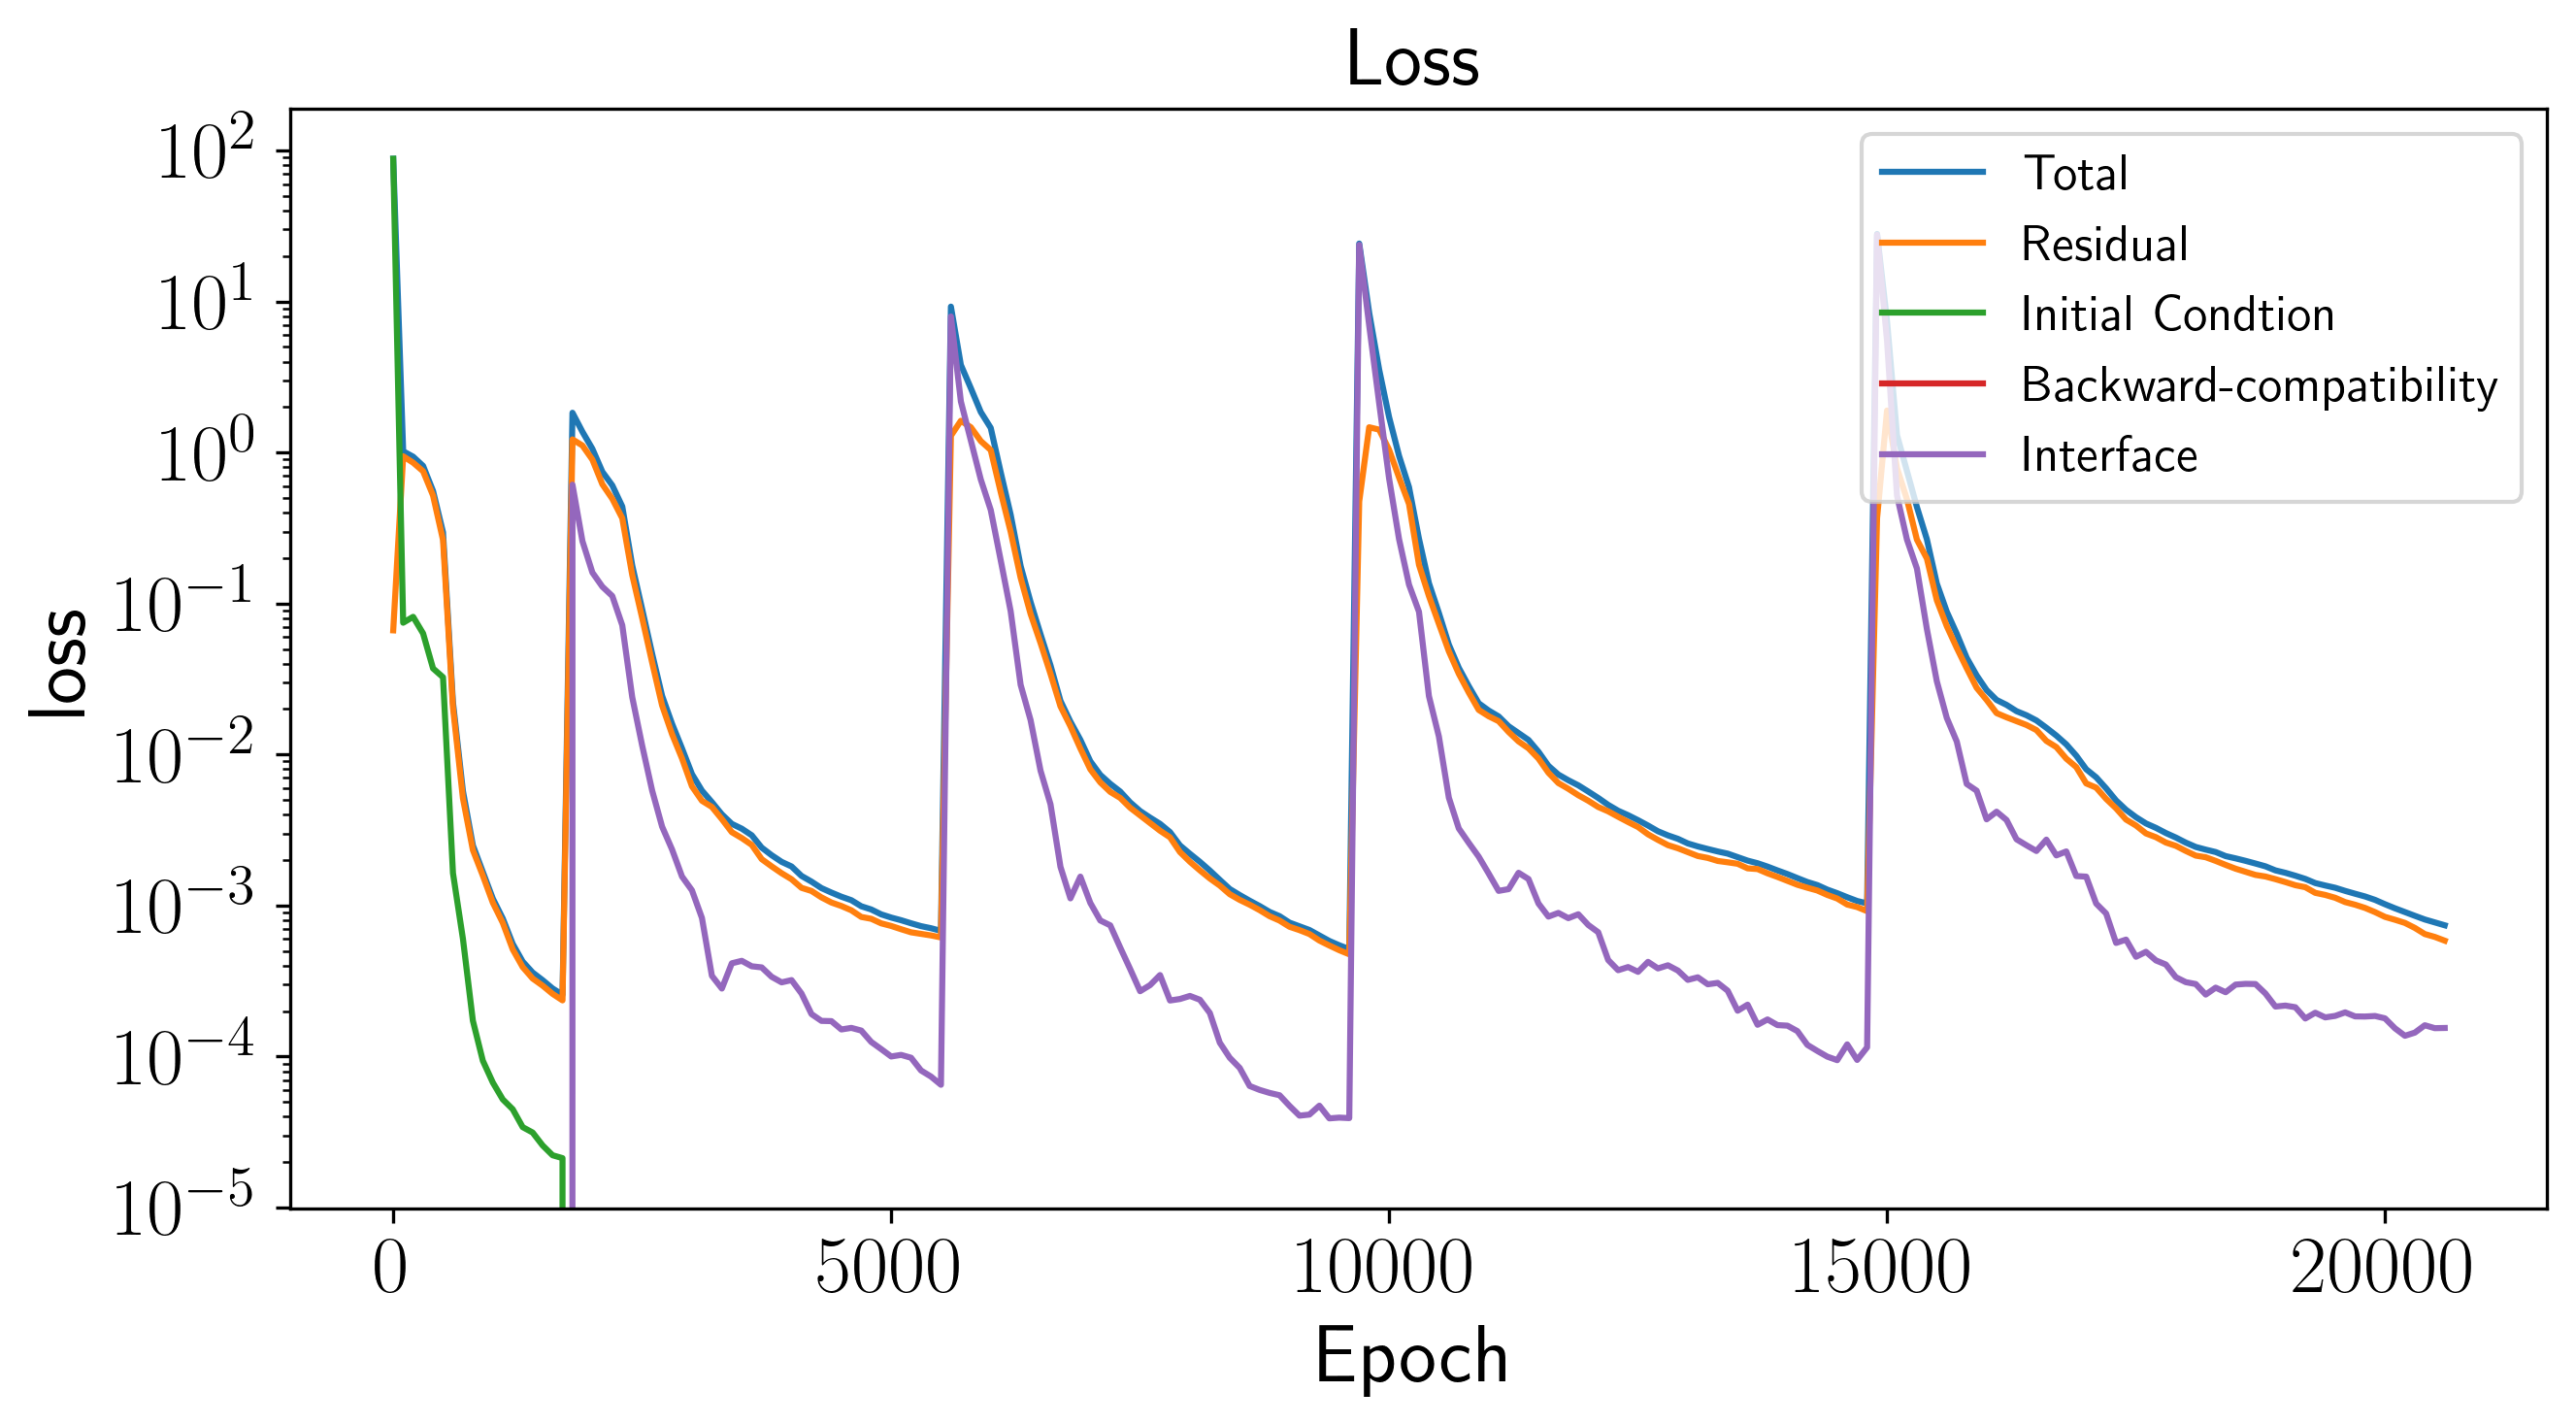 Loss
10^2
10^1
10^0
10^−1
10^−2
10^−3
10^−4
10^−5
loss
Total
Residual
Initial Condtion
Backward-compatibility
Interface
0 5000 10000 15000 20000
Epoch